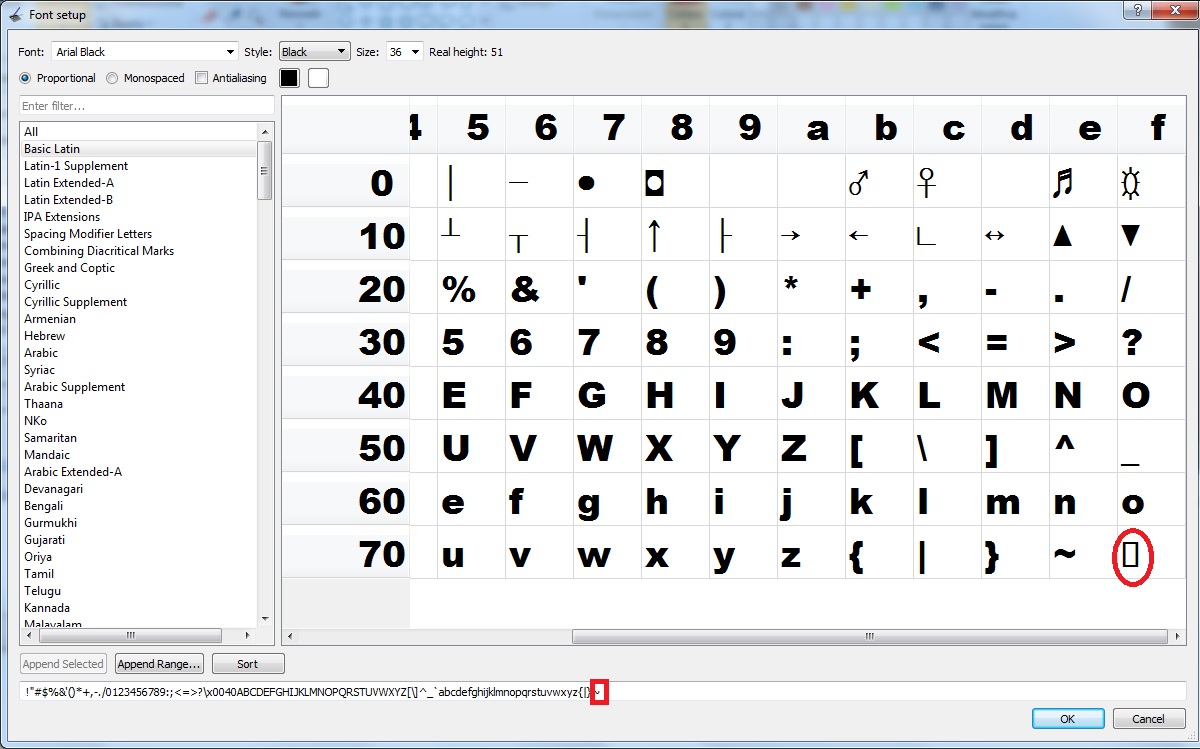 Font setup
Font: Arial Black Style: Black Size: 36 Real height: 51
Proportional Monospaced Antialiasing
Enter filter...
All
Basic Latin
Latin-1 Supplement
Latin Extended-A
Latin Extended-B
IPA Extensions
Spacing Modifier Letters
Combining Diacritical Marks
Greek and Coptic
Cyrillic
Cyrillic Supplement
Armenian
Hebrew
Arabic
Syriac
Arabic Supplement
Thaana
NKo
Samaritan
Mandaic
Arabic Extended-A
Devanagari
Bengali
Gurmukhi
Gujarati
Oriya
Tamil
Telugu
Kannada
Malayalam
4 5 6 7 8 9 a b c d e f
0 │ ─ ● ◘ ♂ ♀ ♬ ☼
10 ┴ ┬ ┤ ↑ ├ → ← ∟ ↔ ▲ ▼
20 % & ' ( ) * + , - . /
30 5 6 7 8 9 : ; < = > ?
40 E F G H I J K L M N O
50 U V W X Y Z [ \ ] ^ _
60 e f g h i j k l m n o
70 u v w x y z { | } ~ ▯
Append Selected Append Range... Sort
!"#$%&'()*+,-./0123456789:;<=>?\x0040ABCDEFGHIJKLMNOPQRSTUVWXYZ[\]^_`abcdefghijklmnopqrstuvwxyz{|}~
OK Cancel